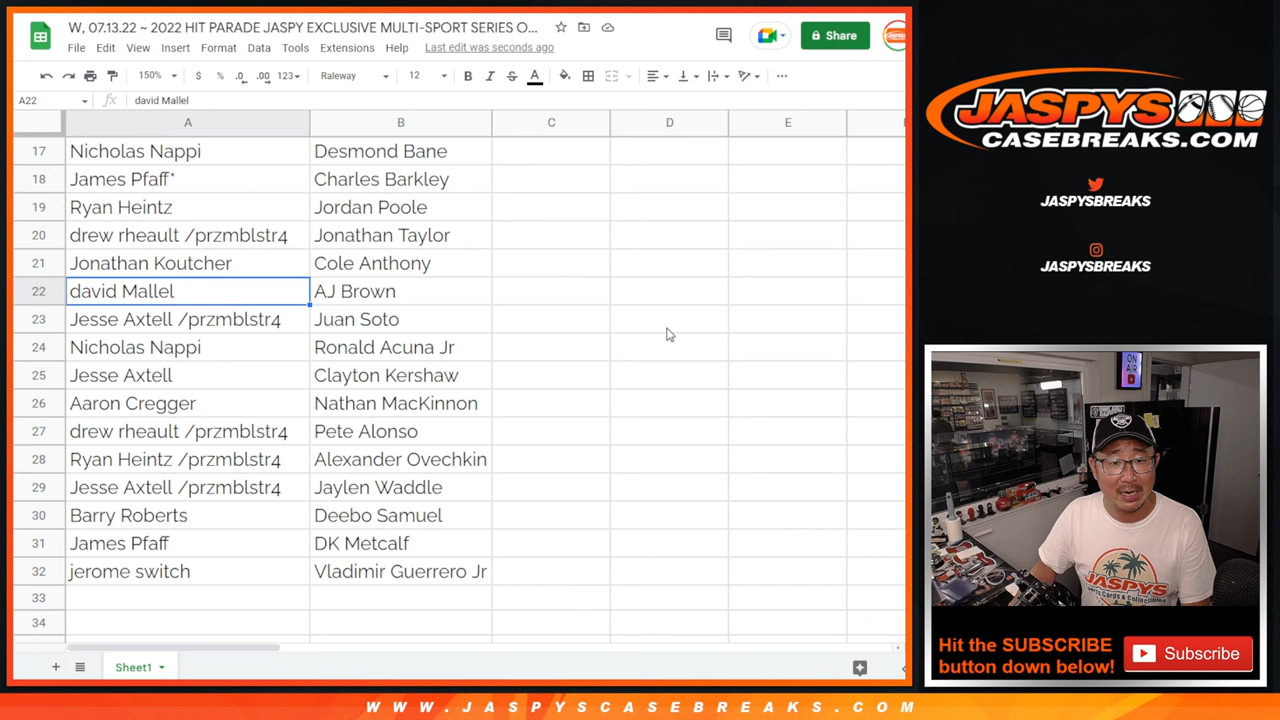 W, 07.13.22 ~ 2022 HIT PARADE JASPY EXCLUSIVE MULTI-SPORT SERIES O...
File Edit View Insert Format Data Tools Extensions Help Last edit was seconds ago
Share
150% $ % .0 .00 123 Raleway 12 B I S A
A22 fx david Mallel
A B C D E
17 Nicholas Nappi Desmond Bane
18 James Pfaff* Charles Barkley
19 Ryan Heintz Jordan Poole
20 drew rheault /przmblstr4 Jonathan Taylor
21 Jonathan Koutcher Cole Anthony
22 david Mallel AJ Brown
23 Jesse Axtell /przmblstr4 Juan Soto
24 Nicholas Nappi Ronald Acuna Jr
25 Jesse Axtell Clayton Kershaw
26 Aaron Cregger Nathan MacKinnon
27 drew rheault /przmblstr4 Pete Alonso
28 Ryan Heintz /przmblstr4 Alexander Ovechkin
29 Jesse Axtell /przmblstr4 Jaylen Waddle
30 Barry Roberts Deebo Samuel
31 James Pfaff DK Metcalf
32 jerome switch Vladimir Guerrero Jr
33
34
Sheet1
JASPYS
CASEBREAKS.COM
JASPYSBREAKS
JASPYSBREAKS
ON
AIR
JASPYS
Hit the SUBSCRIBE
button down below!
Subscribe
WWW.JASPYSCASEBREAKS.COM